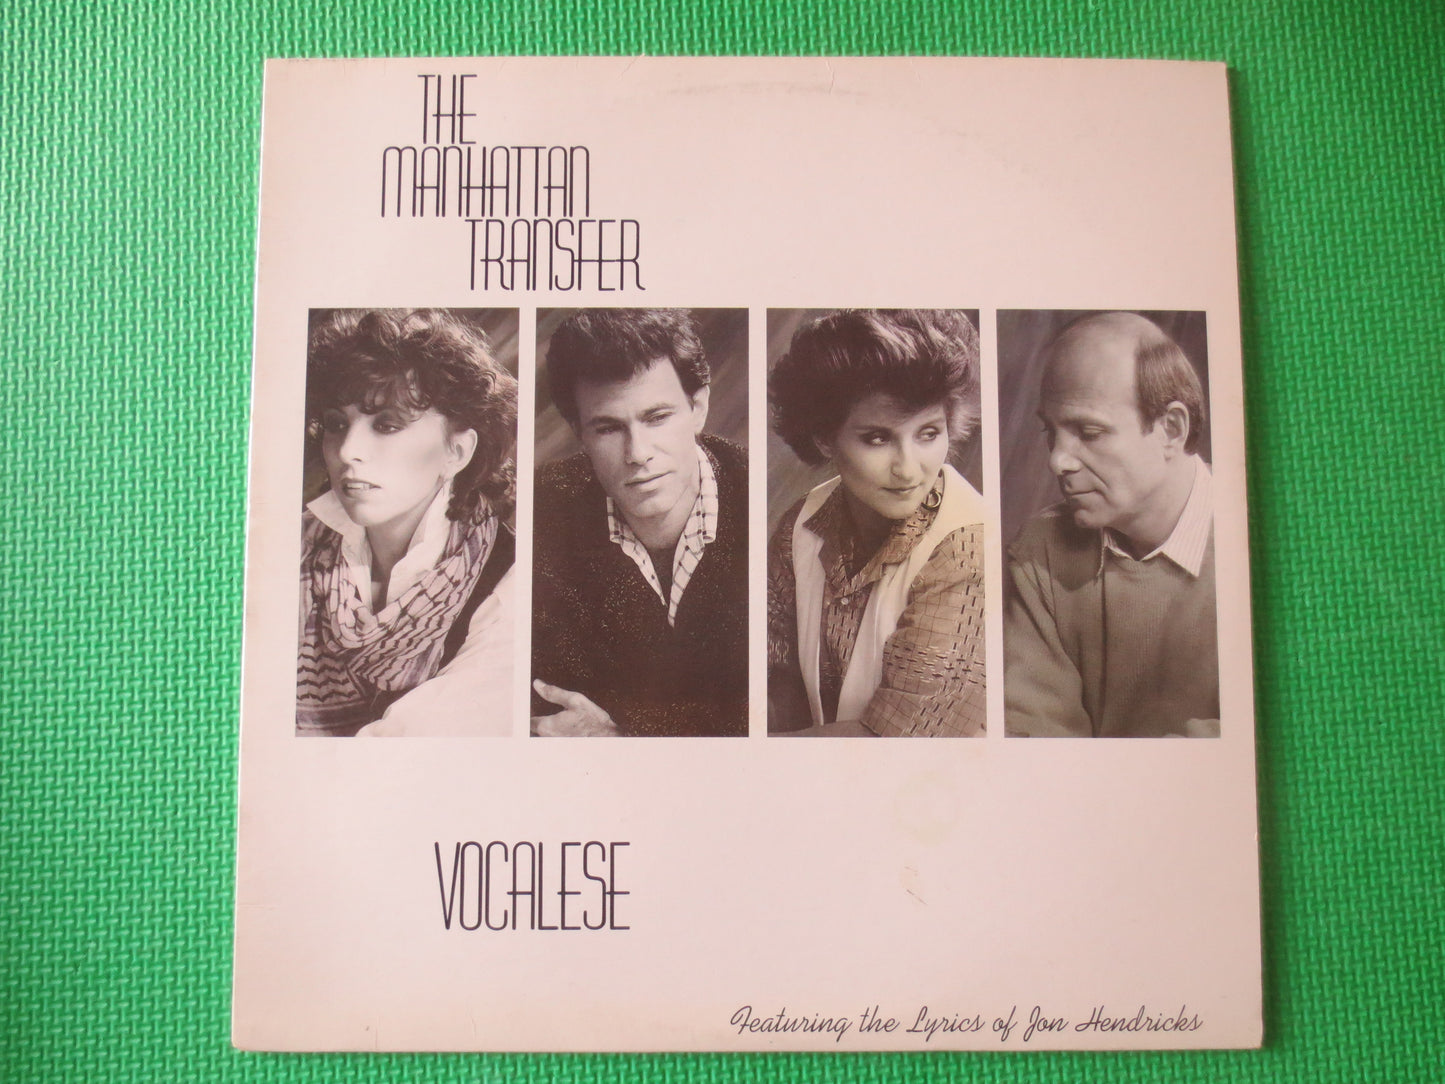 THE
MANHATTAN
TRANSFER
VOCALESE
Featuring the Lyrics of Jon Hendricks